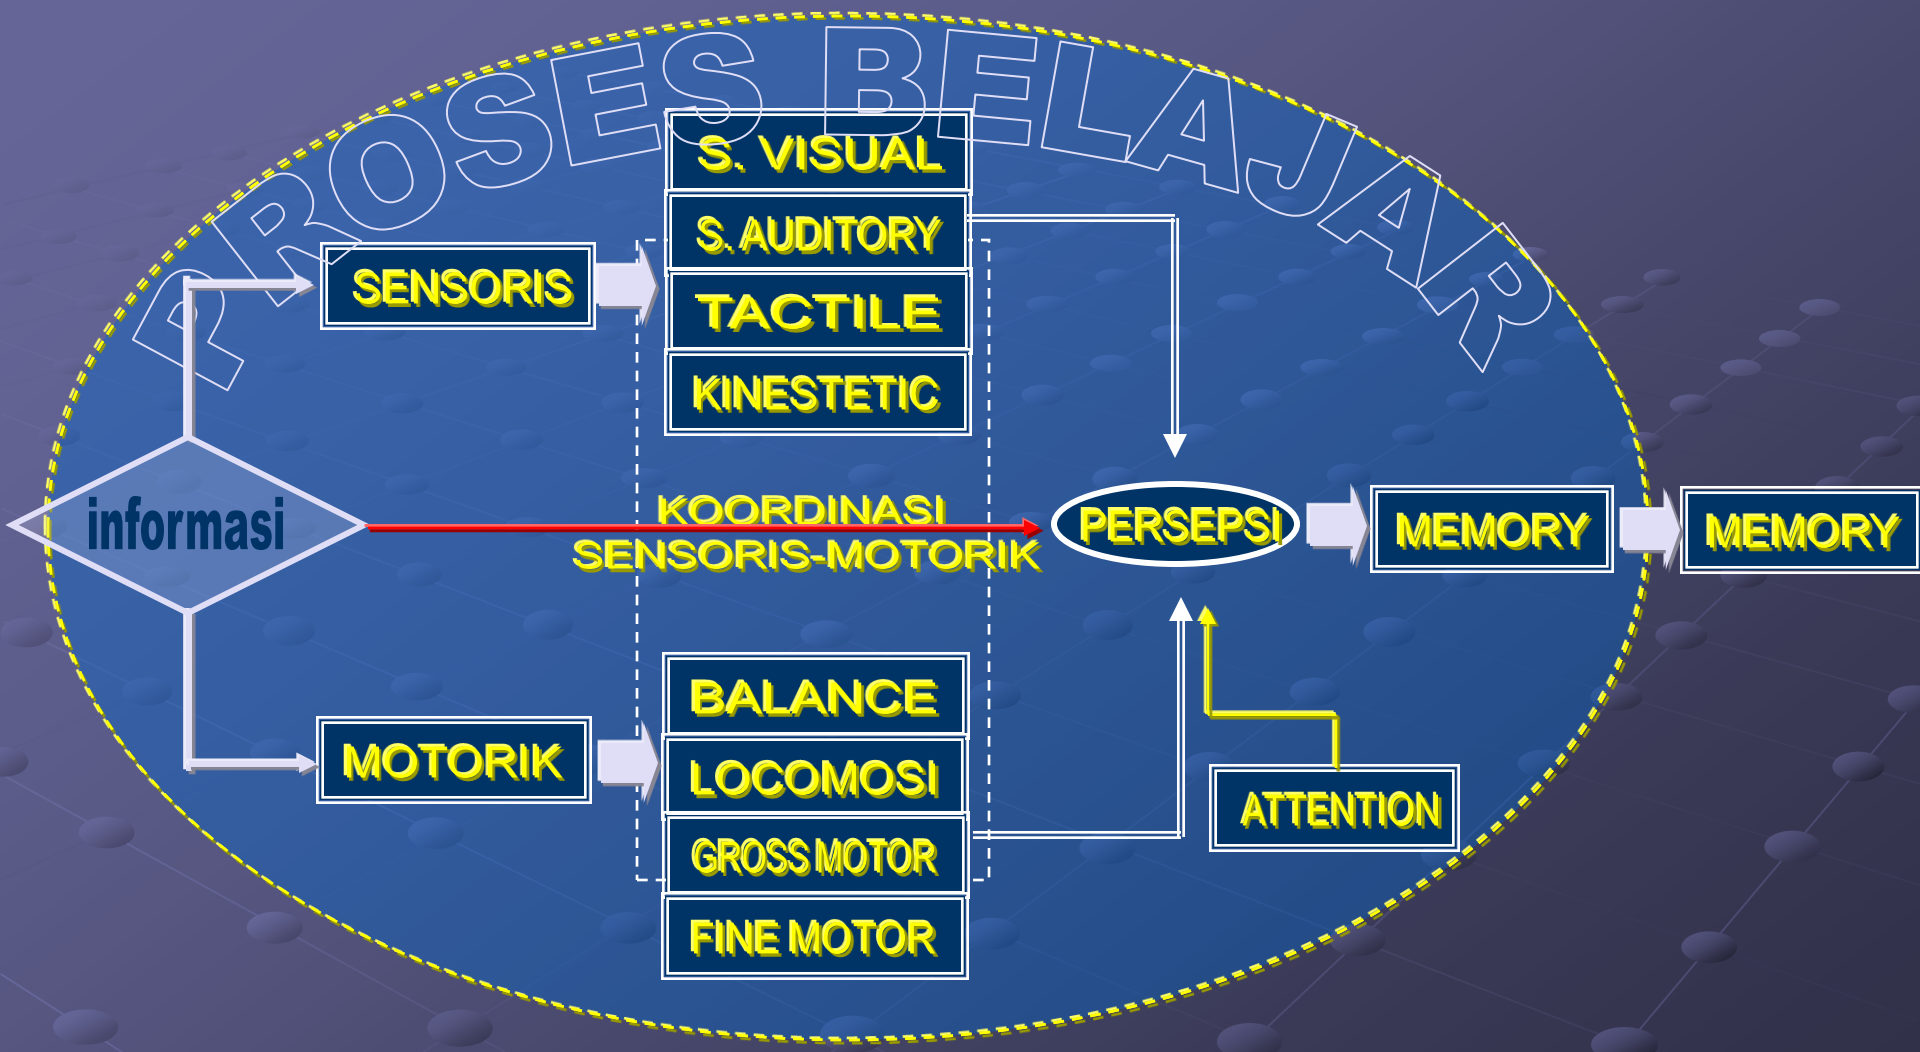 PROSES BELAJAR
S. VISUAL
S. AUDITORY
TACTILE
KINESTETIC
SENSORIS
informasi
KOORDINASI
SENSORIS-MOTORIK
PERSEPSI
MEMORY
MEMORY
MOTORIK
BALANCE
LOCOMOSI
GROSS MOTOR
FINE MOTOR
ATTENTION